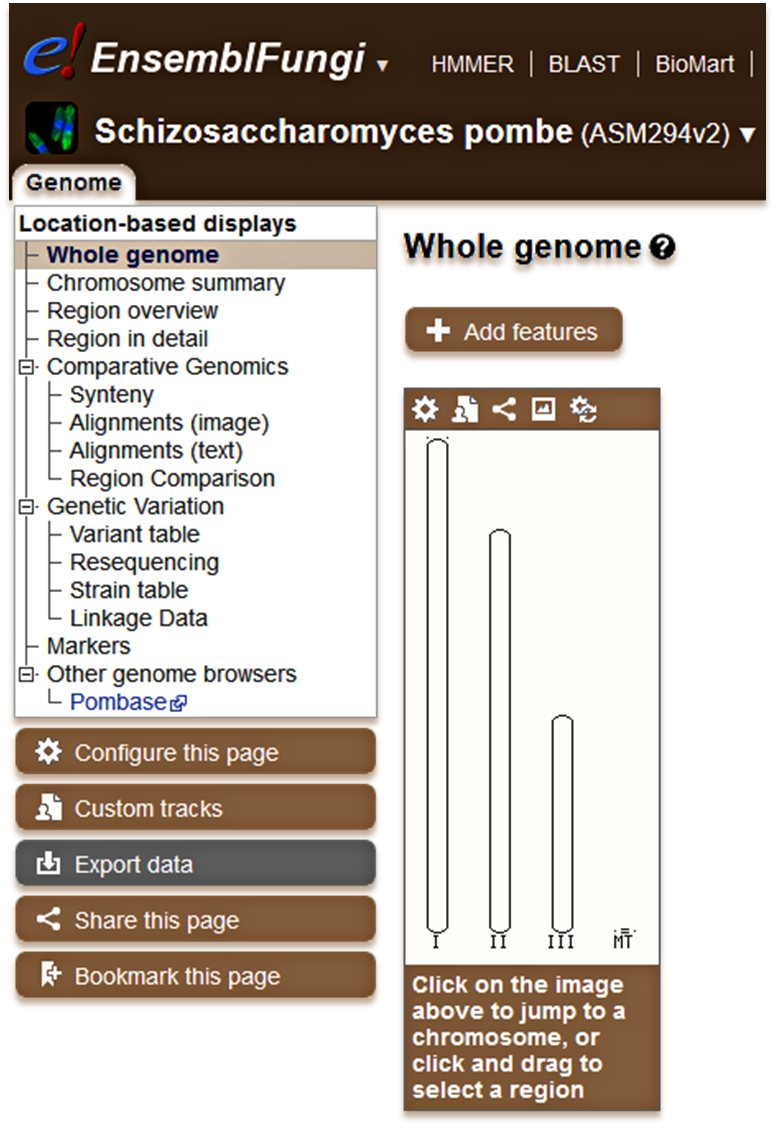 e! EnsemblFungi ▼ HMMER | BLAST | BioMart |
Schizosaccharomyces pombe (ASM294v2) ▼
Genome
Location-based displays
Whole genome
Chromosome summary
Region overview
Region in detail
Comparative Genomics
Synteny
Alignments (image)
Alignments (text)
Region Comparison
Genetic Variation
Variant table
Resequencing
Strain table
Linkage Data
Markers
Other genome browsers
Pombase
Configure this page
Custom tracks
Export data
Share this page
Bookmark this page
Whole genome ?
Add features
I II III MT
Click on the image
above to jump to a
chromosome, or
click and drag to
select a region